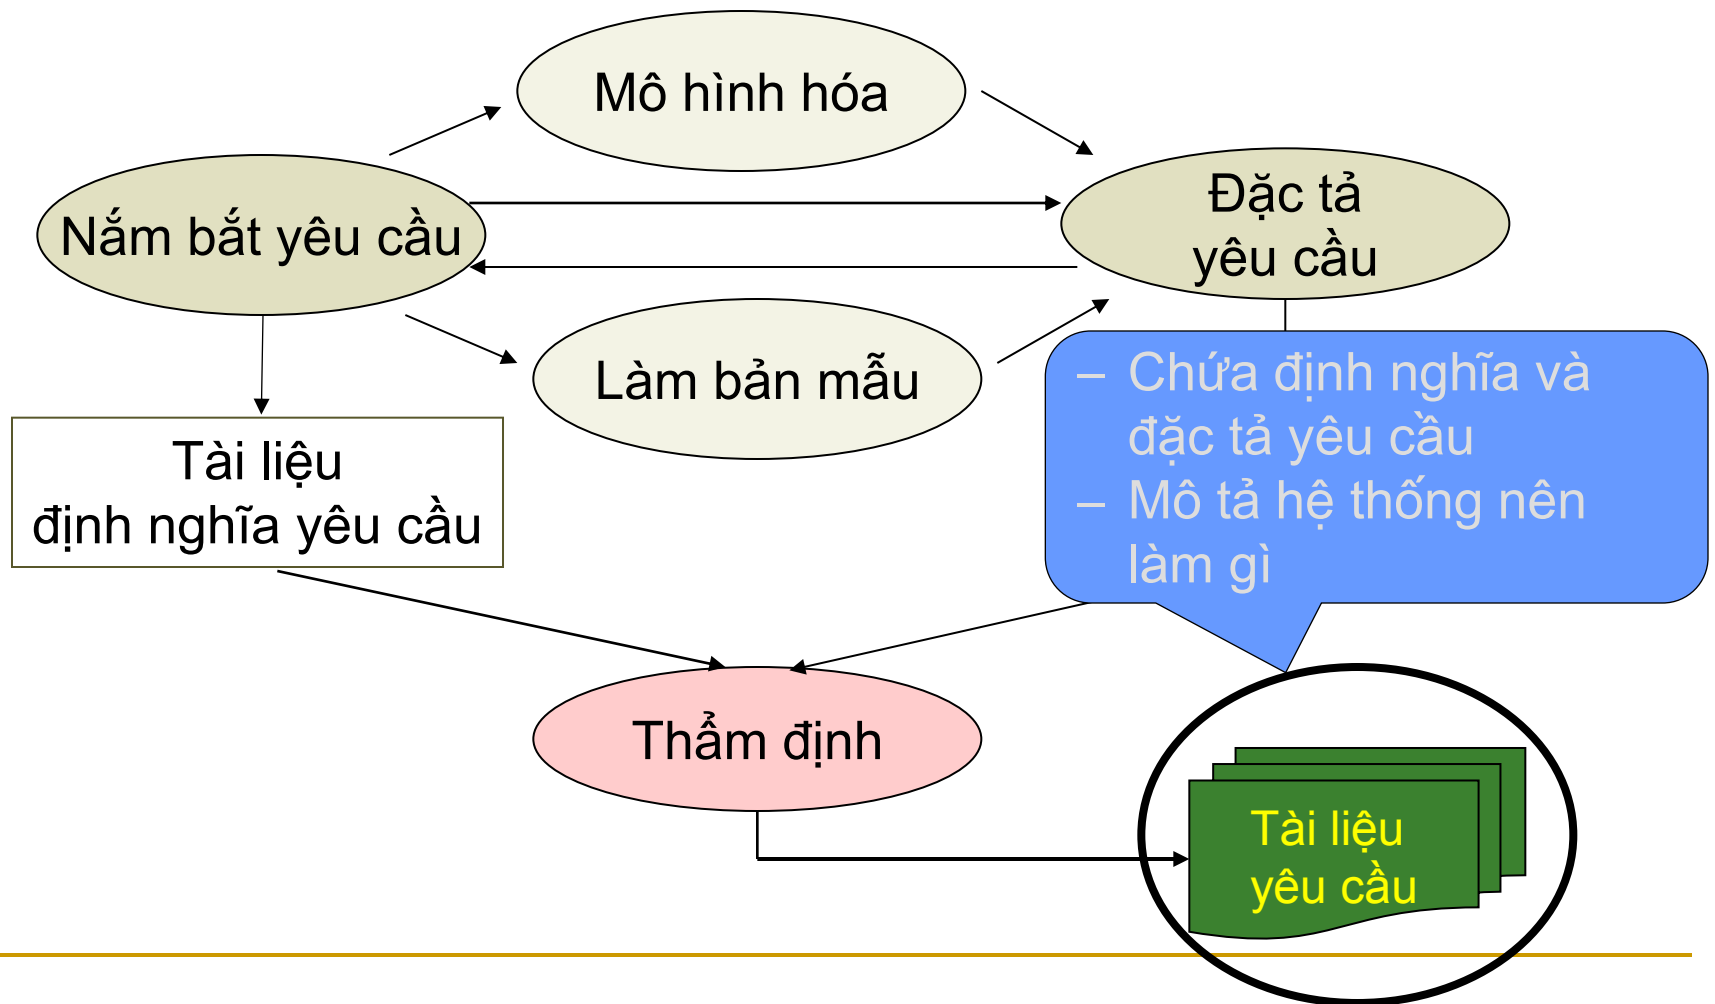 Mô hình hóa
Nắm bắt yêu cầu
Đặc tả
yêu cầu
Làm bản mẫu
– Chứa định nghĩa và
đặc tả yêu cầu
– Mô tả hệ thống nên
làm gì
Tài liệu
định nghĩa yêu cầu
Thẩm định
Tài liệu
yêu cầu